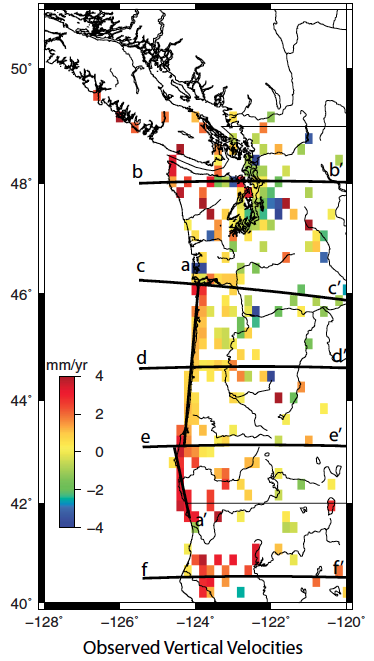 50°
b b′
48°
a
c c′
46°
mm/yr
d d′
4
2
44°
0
e e′
−2
−4
42°
a′
f f′
40°
−128° −126° −124° −122° −120°
Observed Vertical Velocities